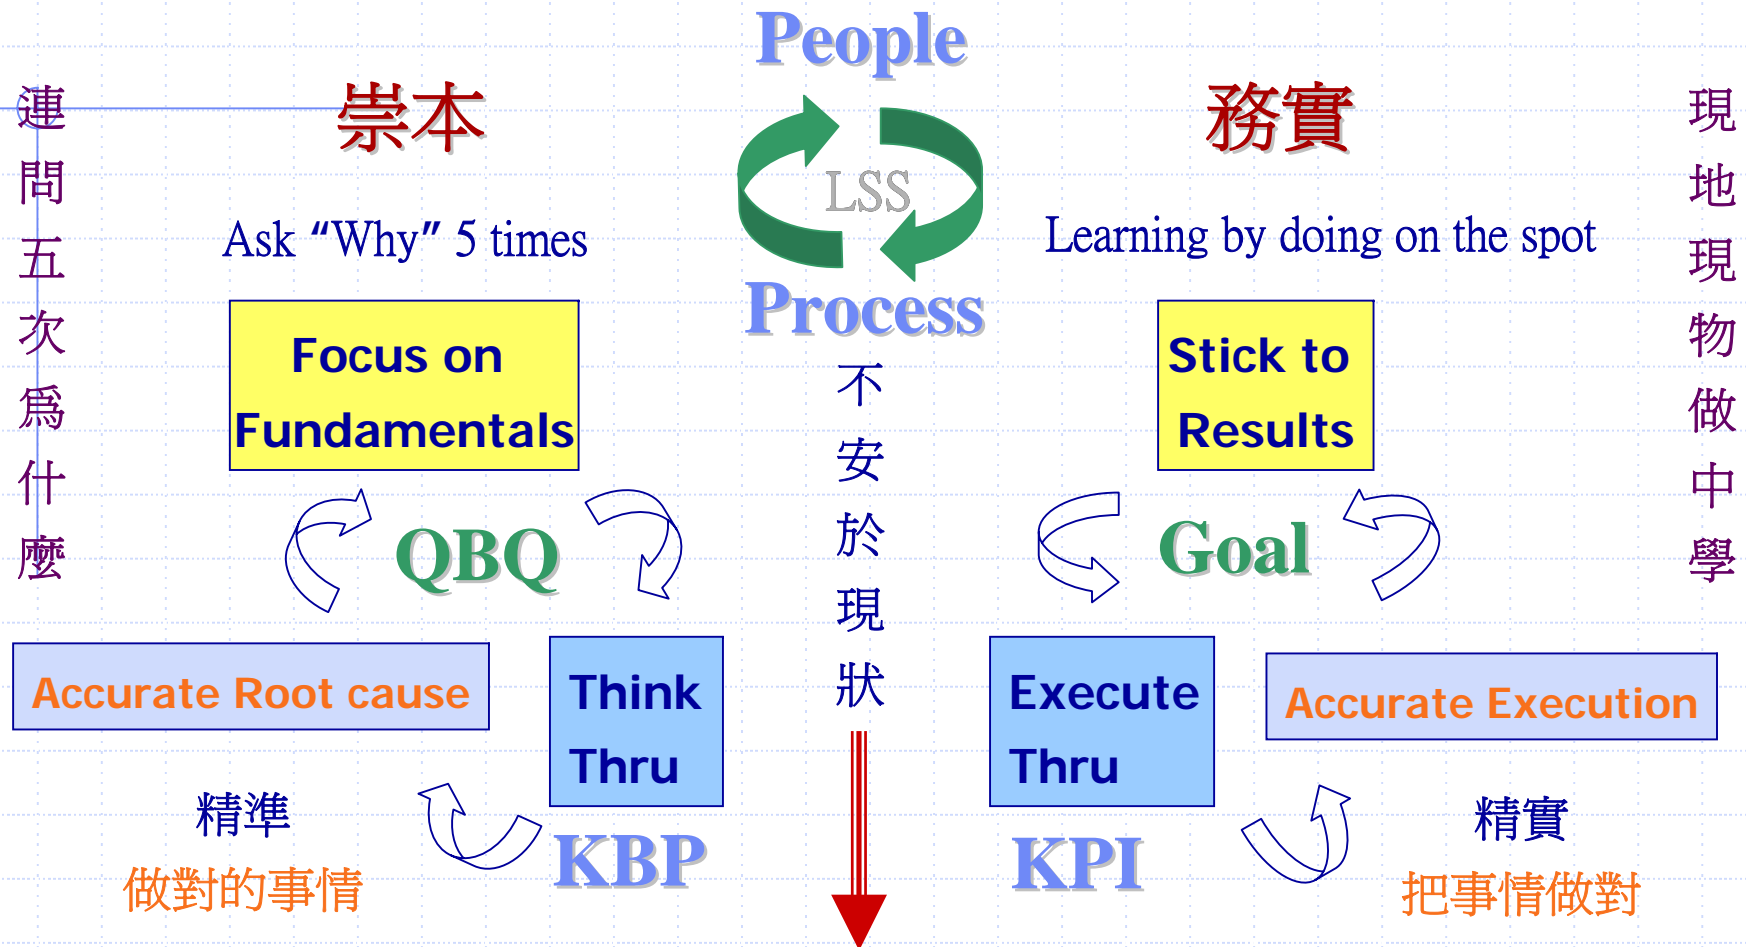 People
崇本
務實
LSS
Ask “Why” 5 times
Learning by doing on the spot
Process
連問五次爲什麼
現地現物做中學
Focus on
Fundamentals
Stick to
Results
不安於現狀
QBQ
Goal
Accurate Root cause
Think
Thru
Execute
Thru
Accurate Execution
精準
做對的事情
KBP
KPI
精實
把事情做對